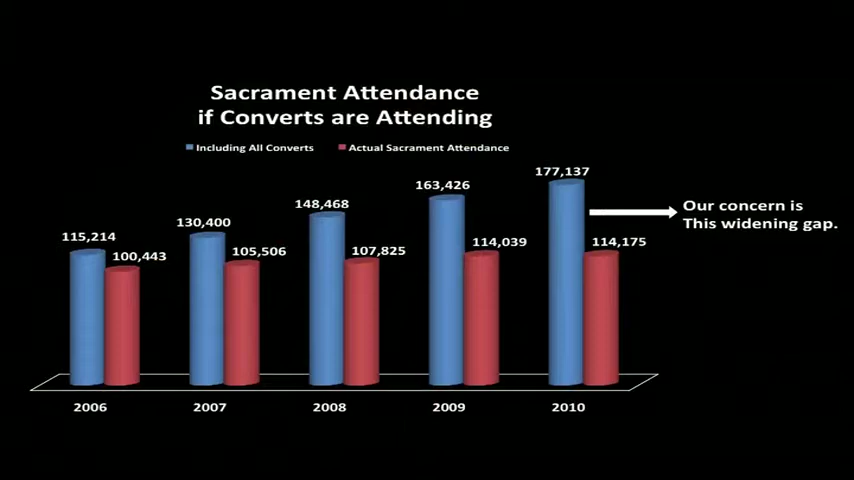 Sacrament Attendance
if Converts are Attending
Including All Converts
Actual Sacrament Attendance
177,137
163,426
148,468
130,400
115,214
100,443
105,506
107,825
114,039
114,175
Our concern is
This widening gap.
2006
2007
2008
2009
2010